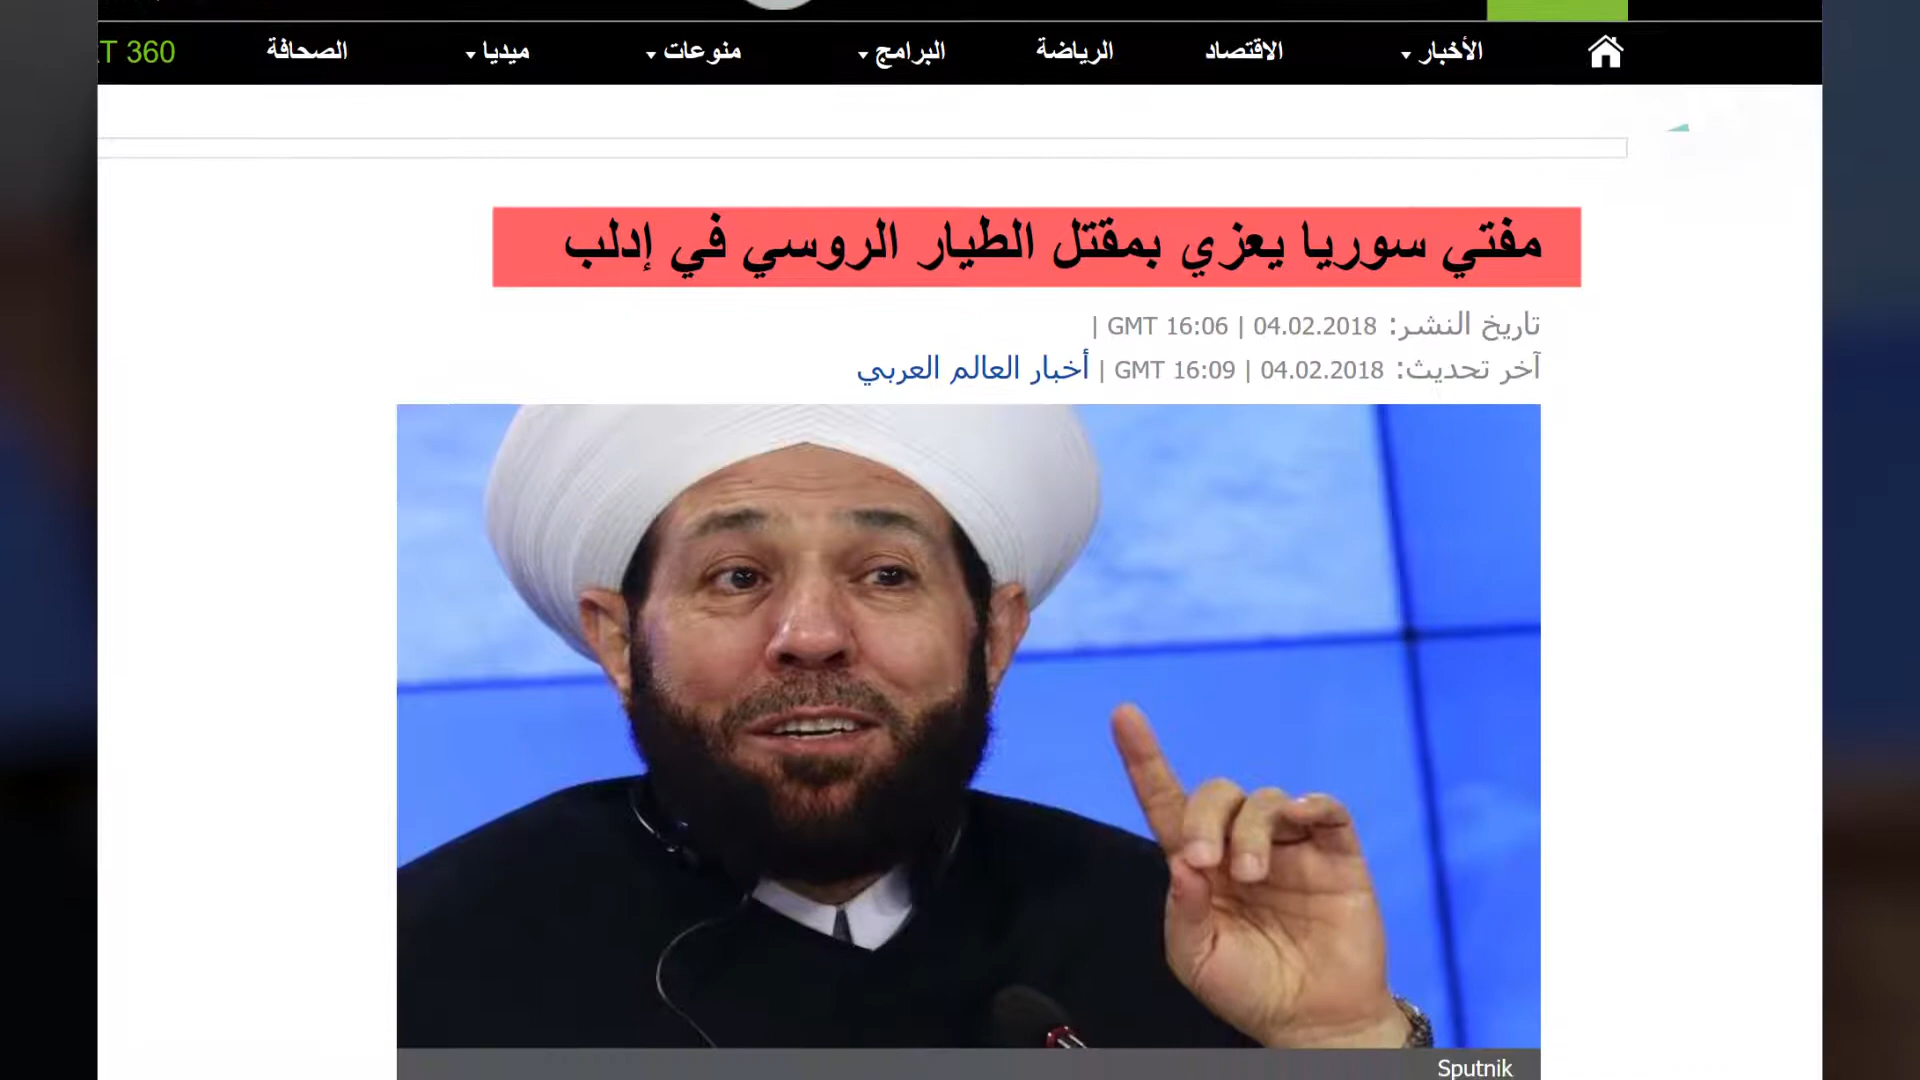 الأخبار الاقتصاد الرياضة البرامج منوعات ميديا الصحافة T 360
مفتي سوريا يعزي بمقتل الطيار الروسي في إدلب
تاريخ النشر: 04.02.2018 | 16:06 GMT |
آخر تحديث: 04.02.2018 | 16:09 GMT | أخبار العالم العربي
Sputnik